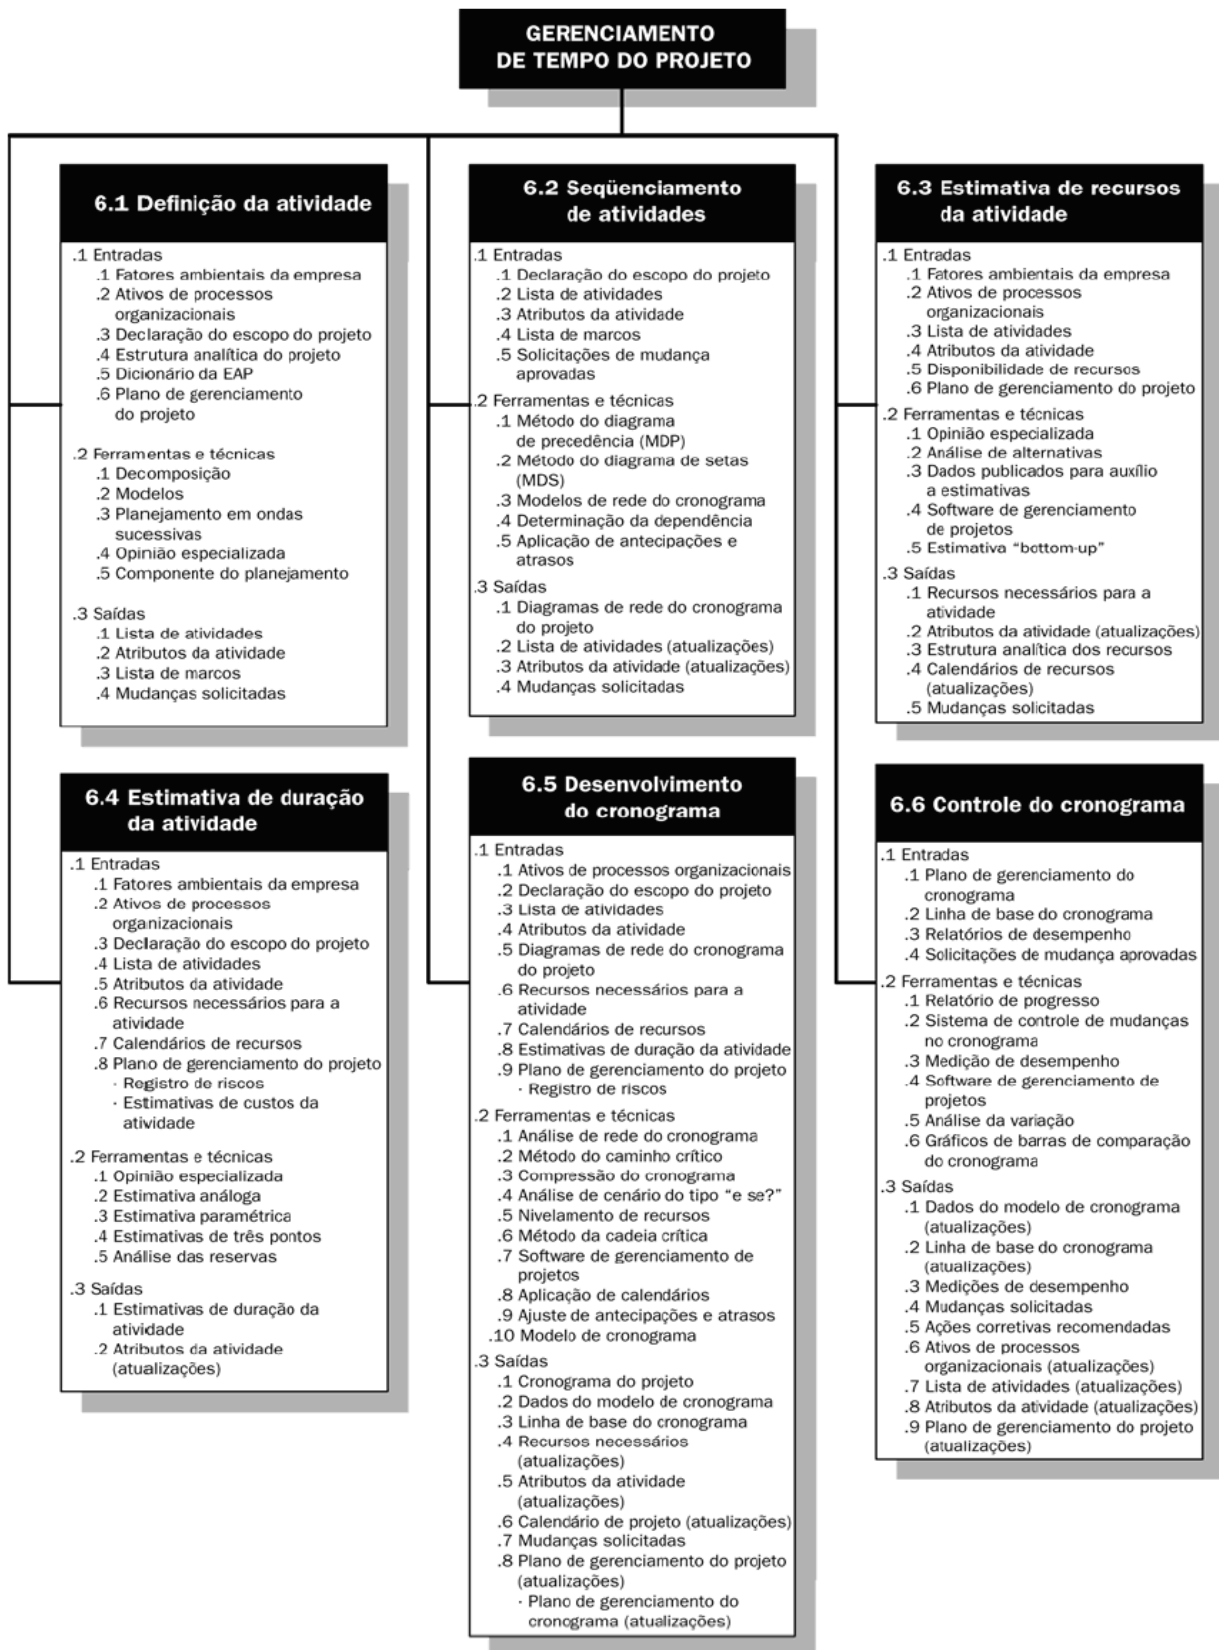 GERENCIAMENTO
DE TEMPO DO PROJETO
6.1 Definição da atividade
.1 Entradas
.1 Fatores ambientais da empresa
.2 Ativos de processos
organizacionais
.3 Declaração do escopo do projeto
.4 Estrutura analítica do projeto
.5 Dicionário da EAP
.6 Plano de gerenciamento
do projeto
.2 Ferramentas e técnicas
.1 Decomposição
.2 Modelos
.3 Planejamento em ondas
sucessivas
.4 Opinião especializada
.5 Componente do planejamento
.3 Saídas
.1 Lista de atividades
.2 Atributos da atividade
.3 Lista de marcos
.4 Mudanças solicitadas
6.2 Seqüenciamento
de atividades
.1 Entradas
.1 Declaração do escopo do projeto
.2 Lista de atividades
.3 Atributos da atividade
.4 Lista de marcos
.5 Solicitações de mudança
aprovadas
.2 Ferramentas e técnicas
.1 Método do diagrama
de precedência (MDP)
.2 Método do diagrama de setas
(MDS)
.3 Modelos de rede do cronograma
.4 Determinação da dependência
.5 Aplicação de antecipações e
atrasos
.3 Saídas
.1 Diagramas de rede do cronograma
do projeto
.2 Lista de atividades (atualizações)
.3 Atributos da atividade (atualizações)
.4 Mudanças solicitadas
6.3 Estimativa de recursos
da atividade
.1 Entradas
.1 Fatores ambientais da empresa
.2 Ativos de processos
organizacionais
.3 Lista de atividades
.4 Atributos da atividade
.5 Disponibilidade de recursos
.6 Plano de gerenciamento do projeto
.2 Ferramentas e técnicas
.1 Opinião especializada
.2 Análise de alternativas
.3 Dados publicados para auxílio
a estimativas
.4 Software de gerenciamento
de projetos
.5 Estimativa “bottom-up”
.3 Saídas
.1 Recursos necessários para a
atividade
.2 Atributos da atividade (atualizações)
.3 Estrutura analítica dos recursos
.4 Calendários de recursos
(atualizações)
.5 Mudanças solicitadas
6.4 Estimativa de duração
da atividade
.1 Entradas
.1 Fatores ambientais da empresa
.2 Ativos de processos
organizacionais
.3 Declaração do escopo do projeto
.4 Lista de atividades
.5 Atributos da atividade
.6 Recursos necessários para a
atividade
.7 Calendários de recursos
.8 Plano de gerenciamento do projeto
· Registro de riscos
· Estimativas de custos da
atividade
.2 Ferramentas e técnicas
.1 Opinião especializada
.2 Estimativa análoga
.3 Estimativa paramétrica
.4 Estimativas de três pontos
.5 Análise das reservas
.3 Saídas
.1 Estimativas de duração da
atividade
.2 Atributos da atividade
(atualizações)
6.5 Desenvolvimento
do cronograma
.1 Entradas
.1 Ativos de processos organizacionais
.2 Declaração do escopo do projeto
.3 Lista de atividades
.4 Atributos da atividade
.5 Diagramas de rede do cronograma
do projeto
.6 Recursos necessários para a
atividade
.7 Calendários de recursos
.8 Estimativas de duração da atividade
.9 Plano de gerenciamento do projeto
· Registro de riscos
.2 Ferramentas e técnicas
.1 Análise de rede do cronograma
.2 Método do caminho crítico
.3 Compressão do cronograma
.4 Análise de cenário do tipo “e se?”
.5 Nivelamento de recursos
.6 Método da cadeia crítica
.7 Software de gerenciamento de
projetos
.8 Aplicação de calendários
.9 Ajuste de antecipações e atrasos
.10 Modelo de cronograma
.3 Saídas
.1 Cronograma do projeto
.2 Dados do modelo de cronograma
.3 Linha de base do cronograma
.4 Recursos necessários
(atualizações)
.5 Atributos da atividade
(atualizações)
.6 Calendário de projeto (atualizações)
.7 Mudanças solicitadas
.8 Plano de gerenciamento do projeto
(atualizações)
· Plano de gerenciamento do
cronograma (atualizações)
6.6 Controle do cronograma
.1 Entradas
.1 Plano de gerenciamento do
cronograma
.2 Linha de base do cronograma
.3 Relatórios de desempenho
.4 Solicitações de mudança aprovadas
.2 Ferramentas e técnicas
.1 Relatório de progresso
.2 Sistema de controle de mudanças
no cronograma
.3 Medição de desempenho
.4 Software de gerenciamento de
projetos
.5 Análise da variação
.6 Gráficos de barras de comparação
do cronograma
.3 Saídas
.1 Dados do modelo de cronograma
(atualizações)
.2 Linha de base do cronograma
(atualizações)
.3 Medições de desempenho
.4 Mudanças solicitadas
.5 Ações corretivas recomendadas
.6 Ativos de processos
organizacionais (atualizações)
.7 Lista de atividades (atualizações)
.8 Atributos da atividade (atualizações)
.9 Plano de gerenciamento do projeto
(atualizações)